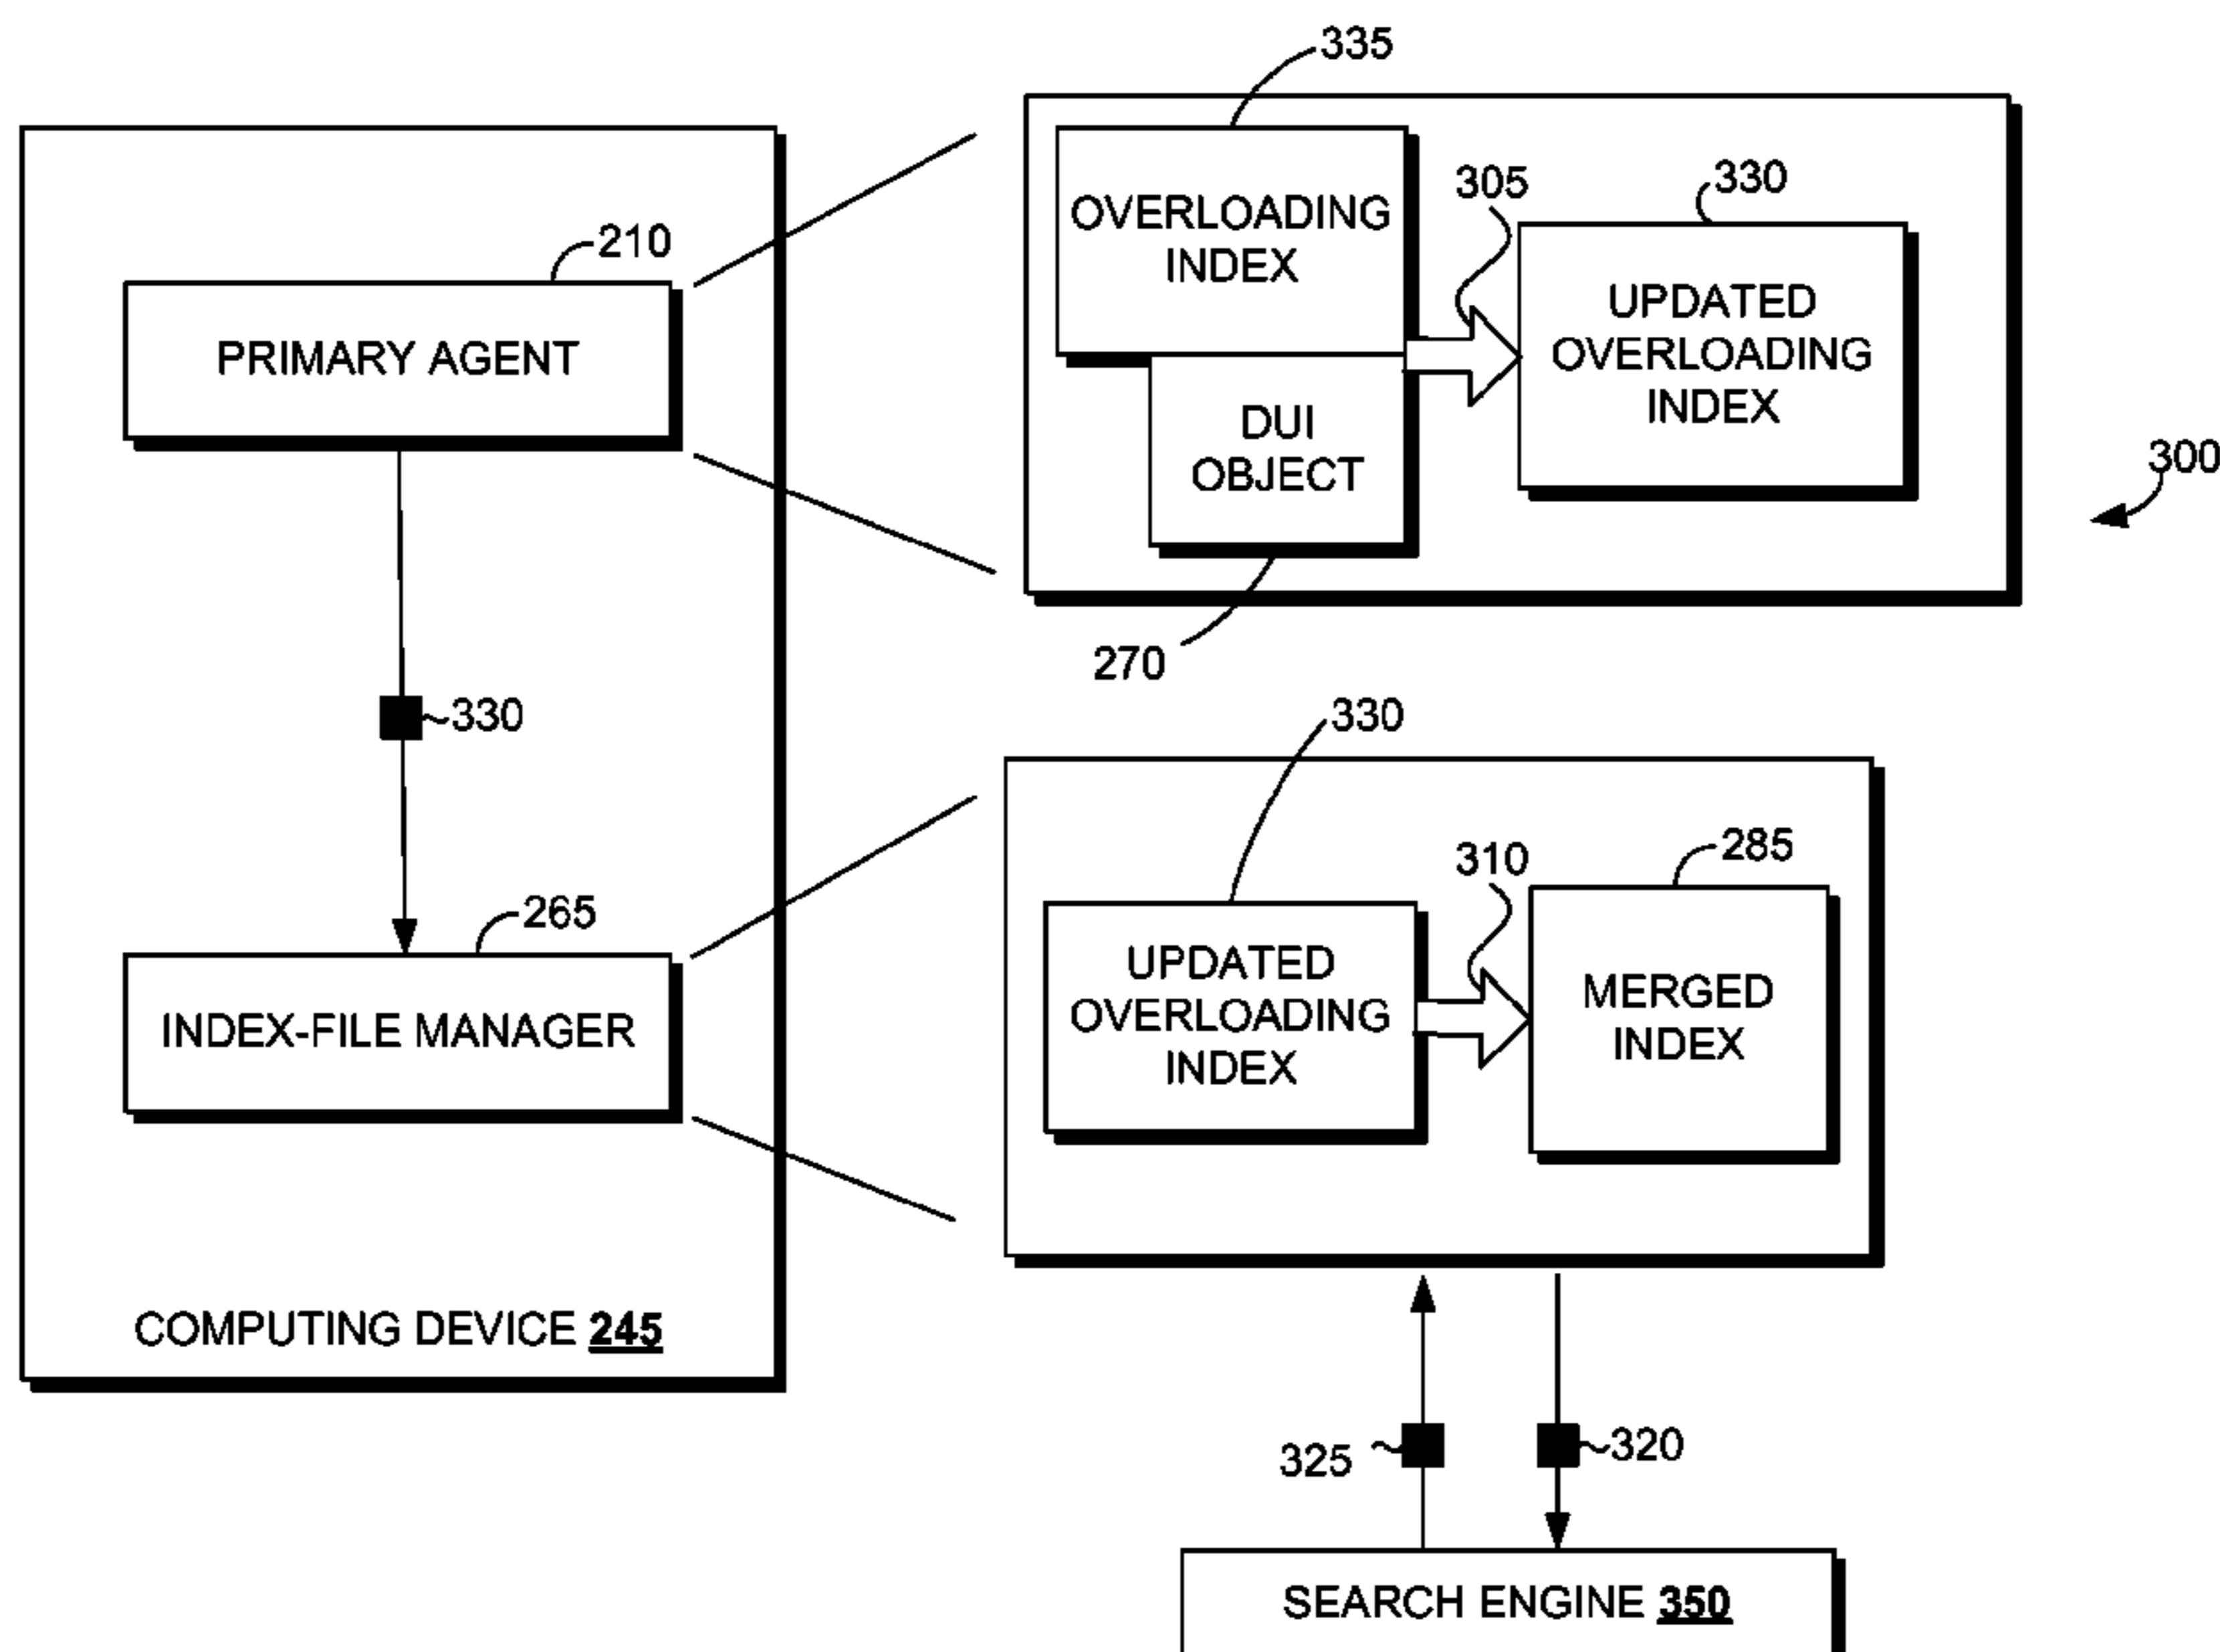 335
OVERLOADING
INDEX
305
330
UPDATED
OVERLOADING
INDEX
DUI
OBJECT
270
300
210
PRIMARY AGENT
330
265
INDEX-FILE MANAGER
COMPUTING DEVICE 245
330
UPDATED
OVERLOADING
INDEX
310
285
MERGED
INDEX
325
320
SEARCH ENGINE 350